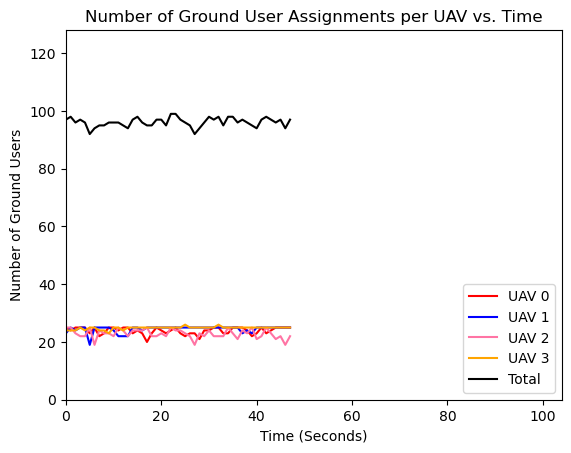 Number of Ground User Assignments per UAV vs. Time
120
100
80
60
40
20
0
Number of Ground Users
UAV 0
UAV 1
UAV 2
UAV 3
Total
0 20 40 60 80 100
Time (Seconds)